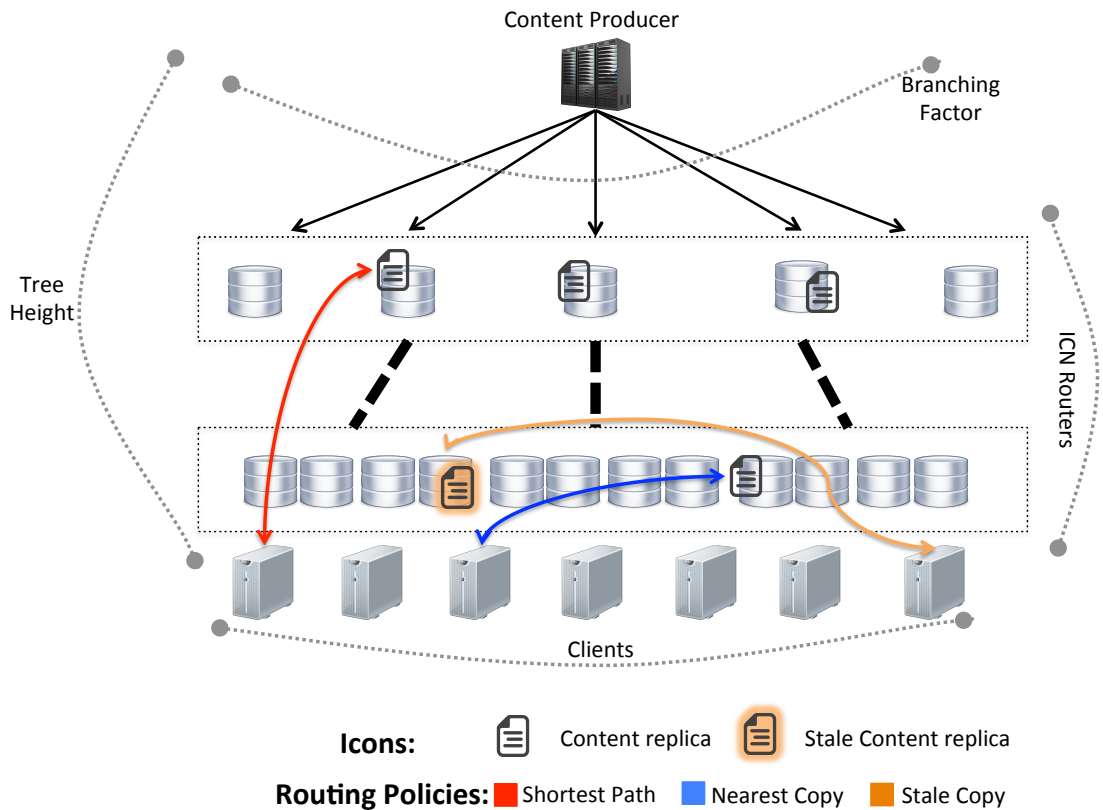 Content Producer
Branching
Factor
Tree
Height
ICN Routers
Clients
Icons:
Content replica
Stale Content replica
Routing Policies:
Shortest Path
Nearest Copy
Stale Copy